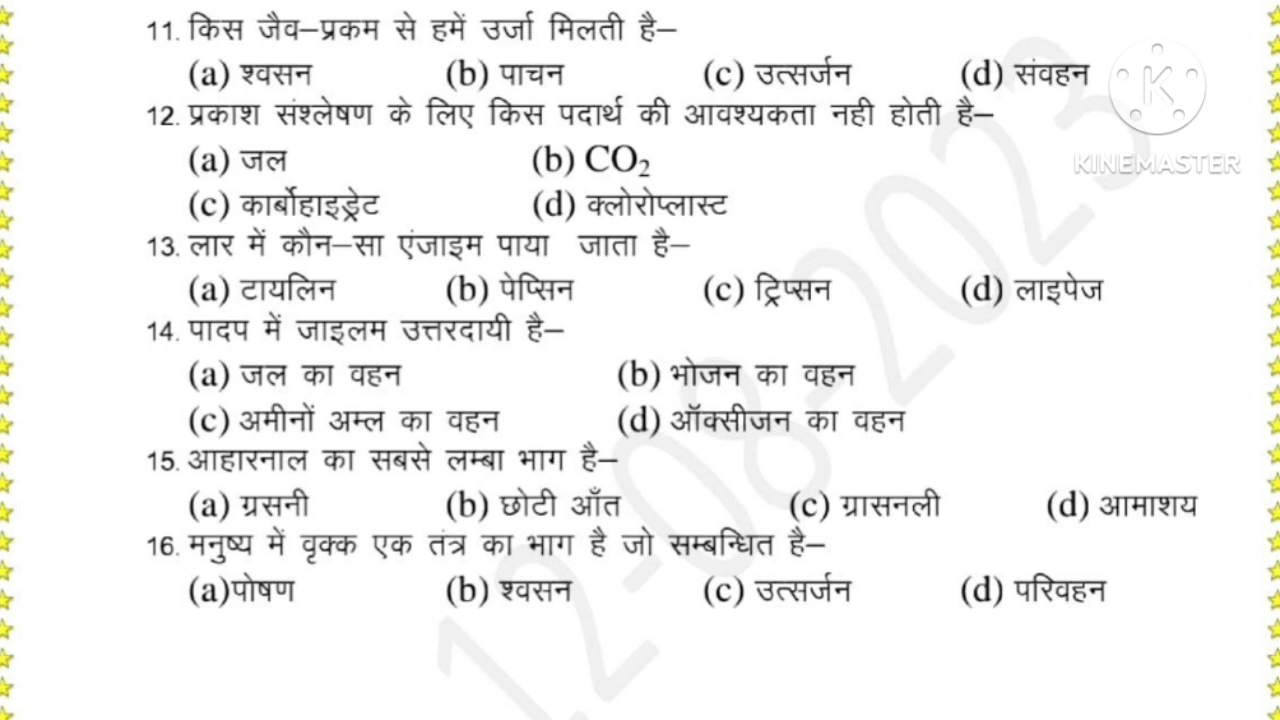 11. किस जैव–प्रकम से हमें उर्जा मिलती है–
(a) श्वसन (b) पाचन (c) उत्सर्जन (d) संवहन
12. प्रकाश संश्लेषण के लिए किस पदार्थ की आवश्यकता नही होती है–
(a) जल (b) CO₂
(c) कार्बोहाइड्रेट (d) क्लोरोप्लास्ट
13. लार में कौन–सा एंजाइम पाया जाता है–
(a) टायलिन (b) पेप्सिन (c) ट्रिप्सन (d) लाइपेज
14. पादप में जाइलम उत्तरदायी है–
(a) जल का वहन (b) भोजन का वहन
(c) अमीनों अम्ल का वहन (d) ऑक्सीजन का वहन
15. आहारनाल का सबसे लम्बा भाग है–
(a) ग्रसनी (b) छोटी आँत (c) ग्रासनली (d) आमाशय
16. मनुष्य में वृक्क एक तंत्र का भाग है जो सम्बन्धित है–
(a)पोषण (b) श्वसन (c) उत्सर्जन (d) परिवहन
K
KINEMASTER
12-08-2023